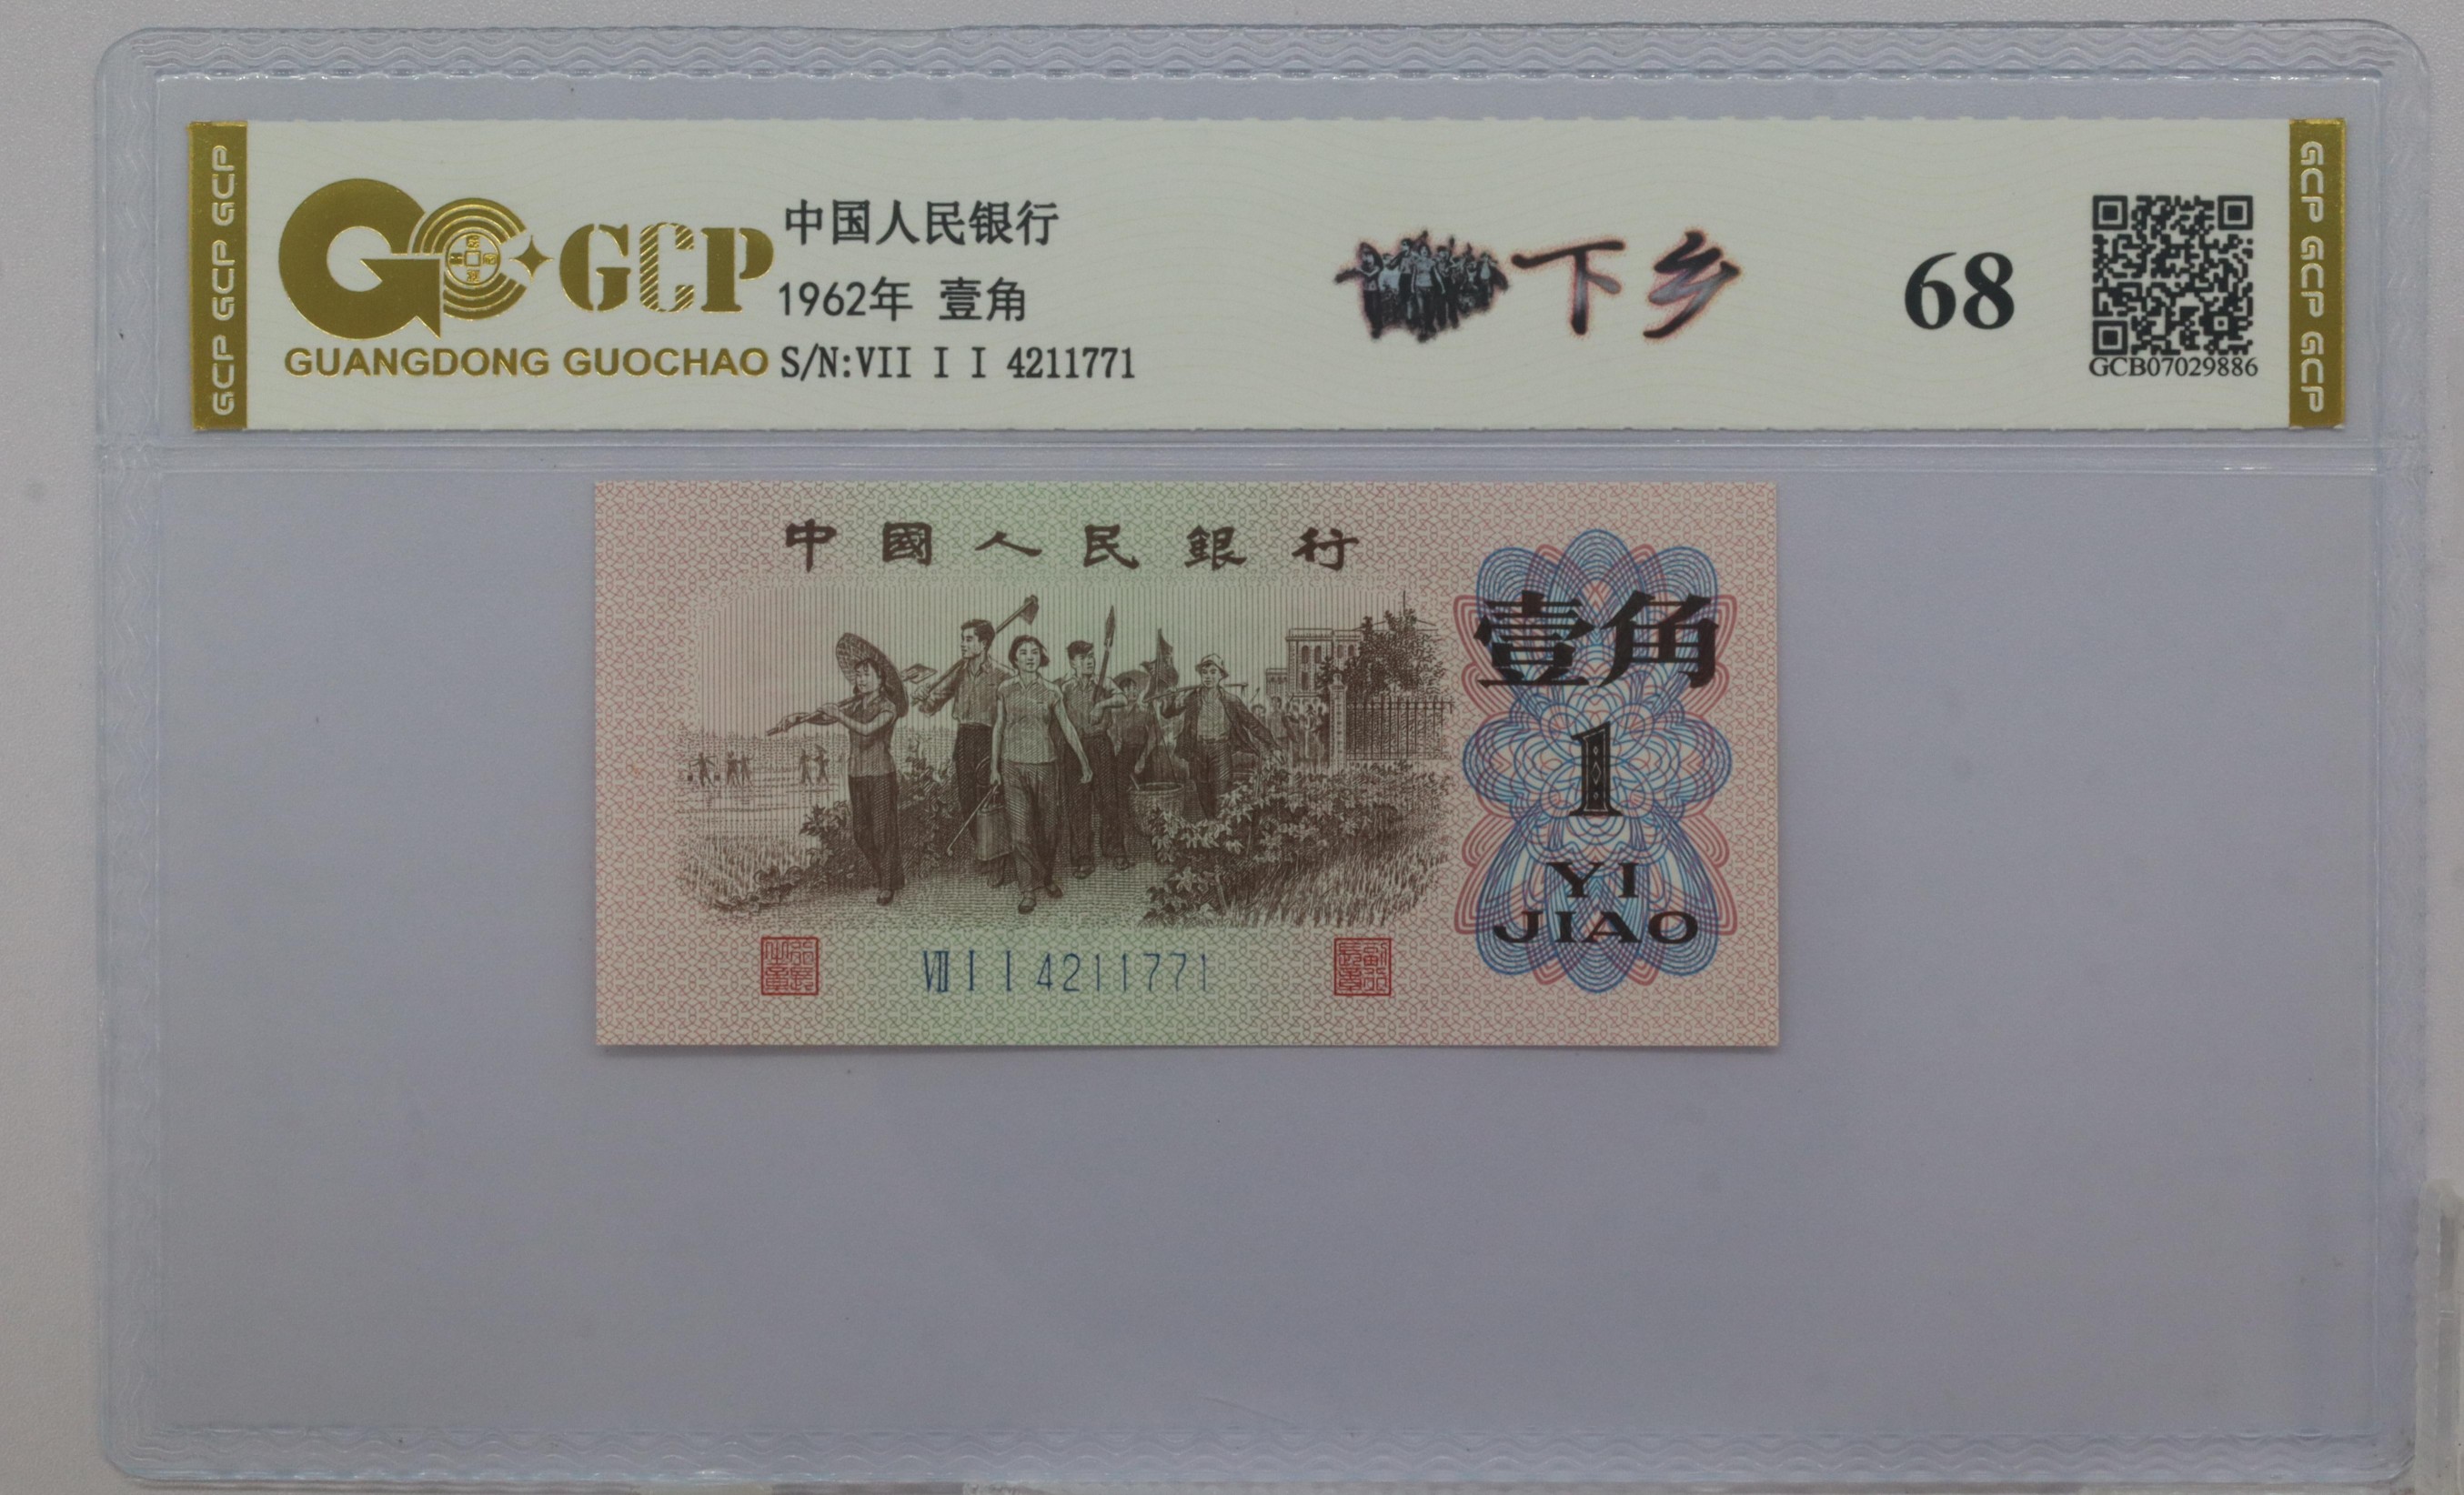 GCP GCP GCP
GCP
GUANGDONG GUOCHAO
中国人民银行
1962年 壹角
S/N:VII I I 4211771
下乡
68
GCB07029886
GCP GCP GCP
中國人民銀行
壹角
1
YI
JIAO
VII I I 4211771